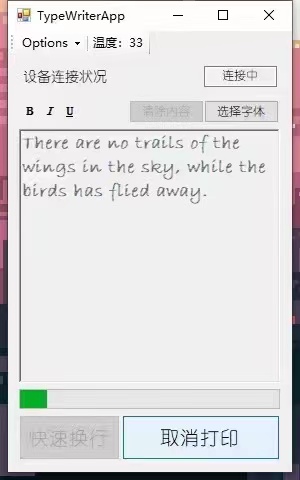 TypeWriterApp
Options 温度: 33
设备连接状况 连接中
B I U 清除内容 选择字体
There are no trails of the
wings in the sky, while the
birds has flied away.
快速换行 取消打印